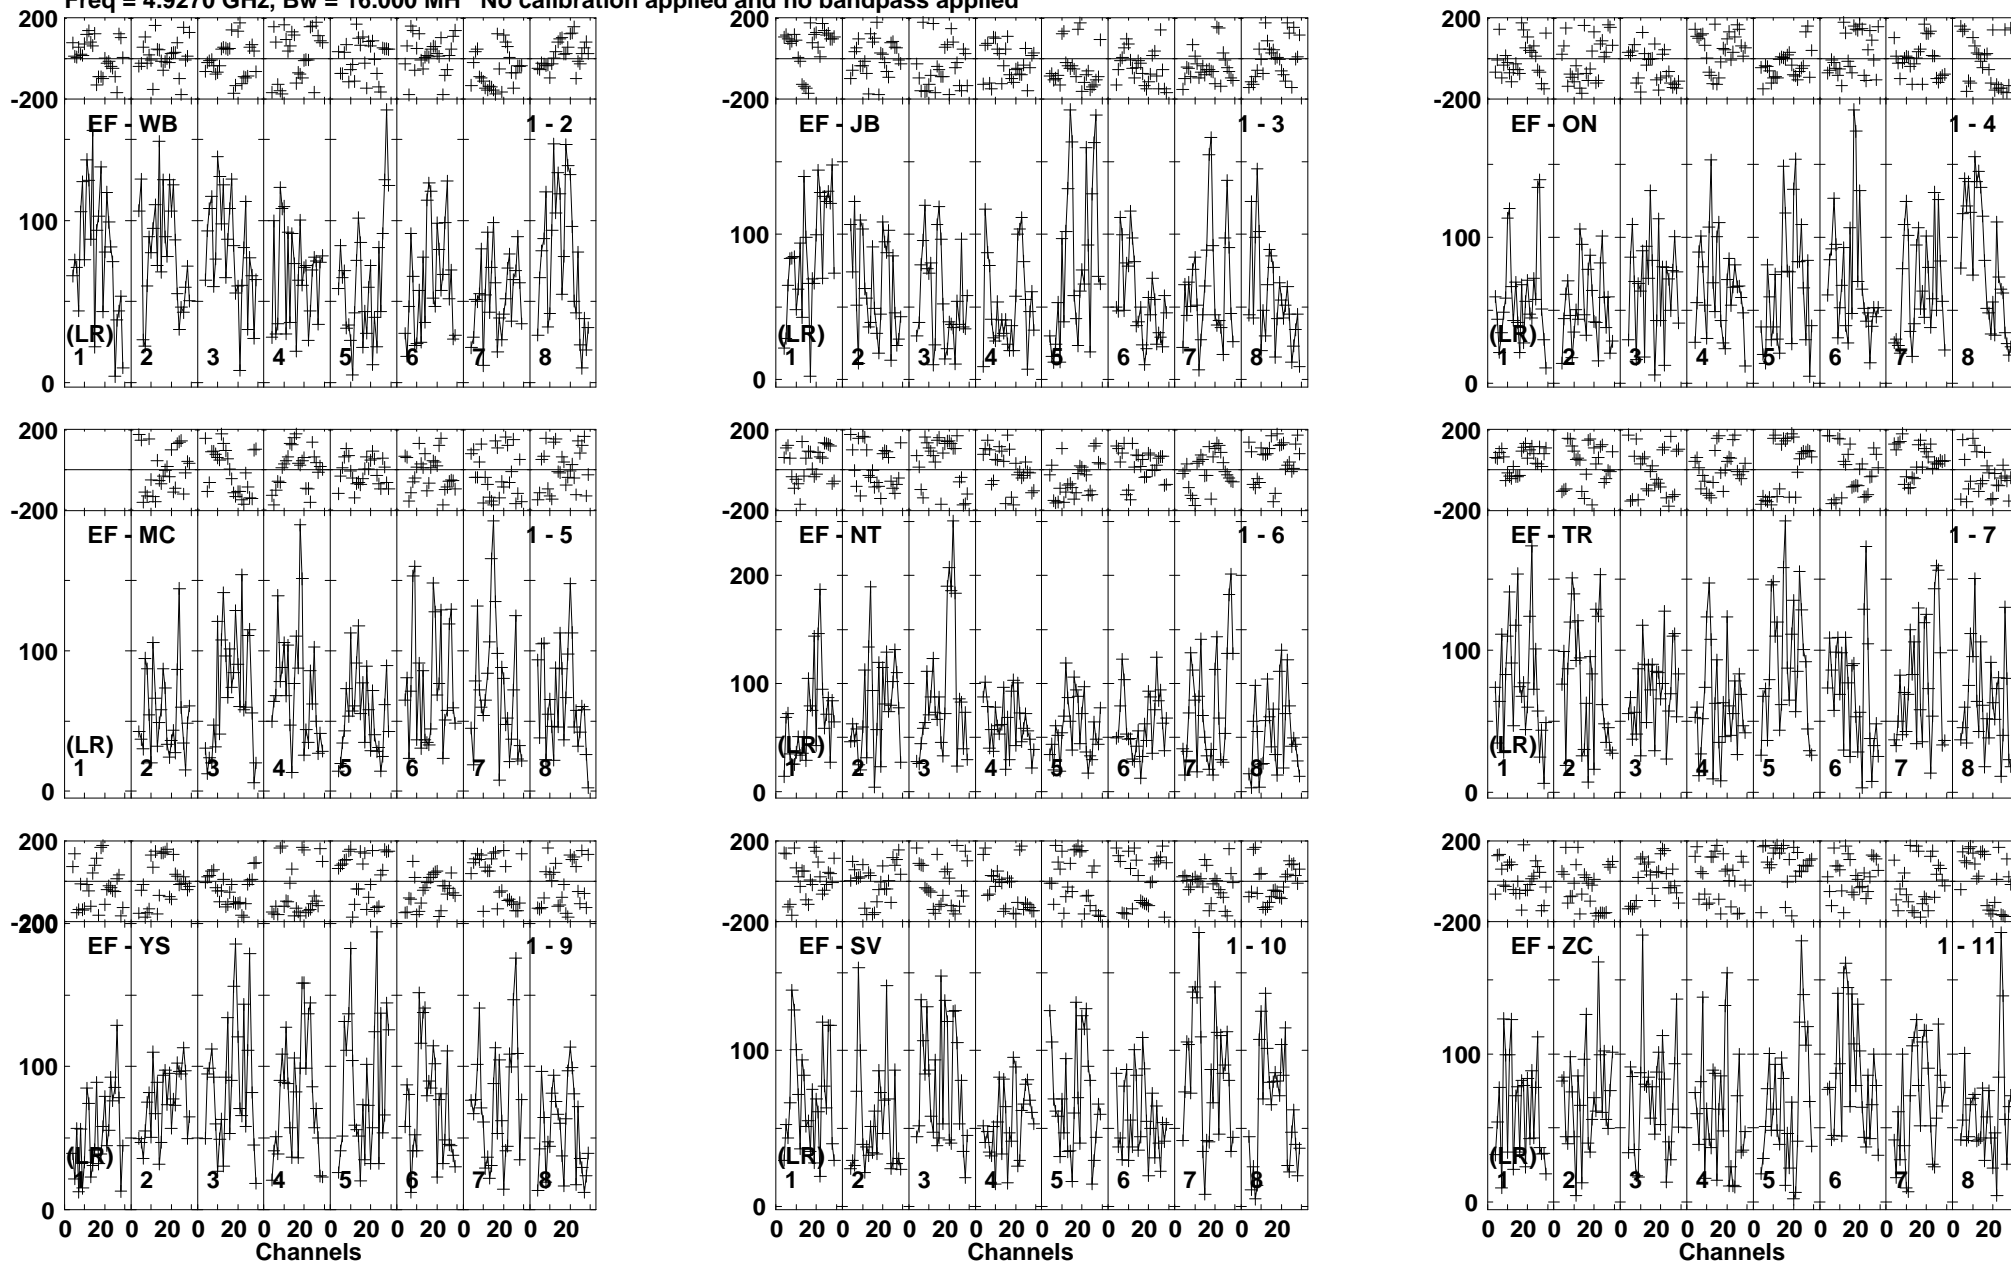 Freq = 4.9270 GHz, Bw = 16.000 MH No calibration applied and no bandpass applied
200 200 200
-200 -200 -200
EF - WB 1 - 2 EF - JB 1 - 3 EF - ON 1 - 4
100 100 100
(LR) (LR) (LR)
1 2 3 4 5 6 7 8 1 2 3 4 5 6 7 8 1 2 3 4 5 6 7 8
0 0 0
200 200 200
-200 -200 -200
EF - MC 1 - 5 EF - NT 1 - 6 EF - TR 1 - 7
200
100 100 100
(LR) (LR) (LR)
1 2 3 4 5 6 7 8 1 2 3 4 5 6 7 8 1 2 3 4 5 6 7 8
0 0 0
200 200 200
-200 -200 -200
200
EF - YS 1 - 9 EF - SV 1 - 10 EF - ZC 1 - 11
100 100 100
(LR) (LR) (LR)
1 2 3 4 5 6 7 8 1 2 3 4 5 6 7 8 1 2 3 4 5 6 7 8
0 0 0
0 20 0 20 0 20 0 20 0 20 0 20 0 20 0 20 0 20 0 20 0 20 0 20 0 20 0 20 0 20 0 20 0 20 0 20 0 20 0 20 0 20 0 20 0 20 0 20
Channels Channels Channels